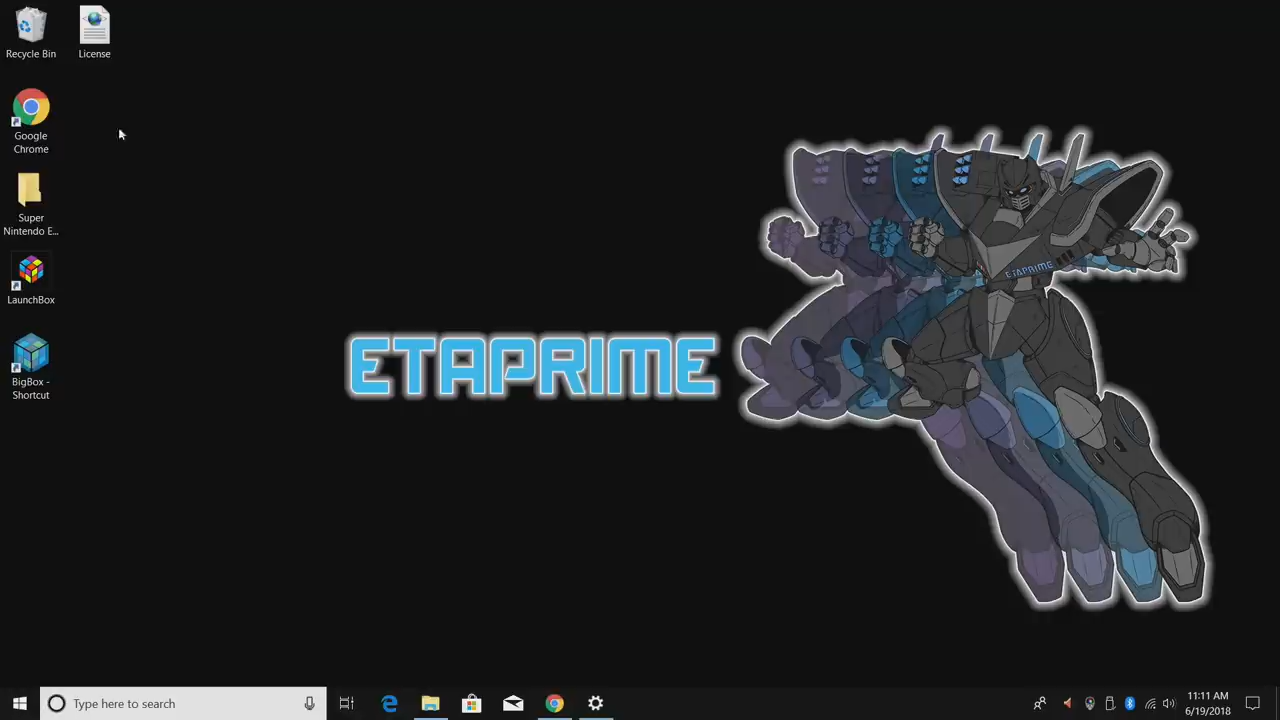 Recycle Bin
License
Google
Chrome
Super
Nintendo E...
LaunchBox
BigBox -
Shortcut
ETAPRIME
ETAPRIME
Type here to search
11:11 AM
6/19/2018